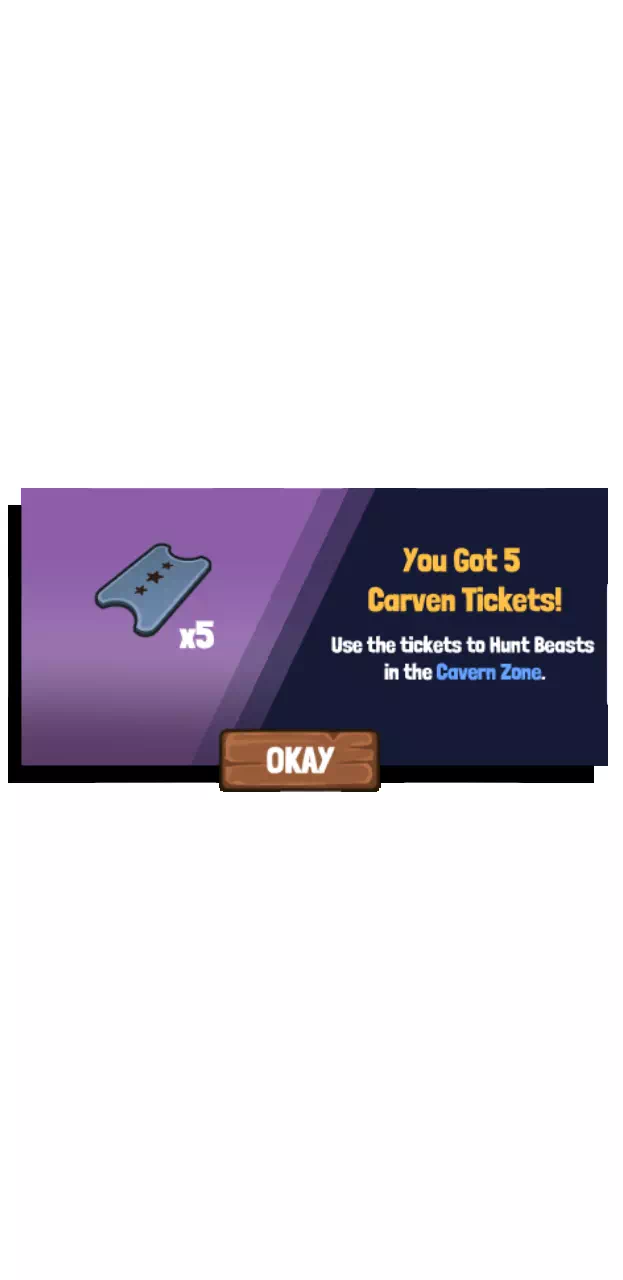 You Got 5
Carven Tickets!
Use the tickets to Hunt Beasts
in the Cavern Zone.
x5
OKAY